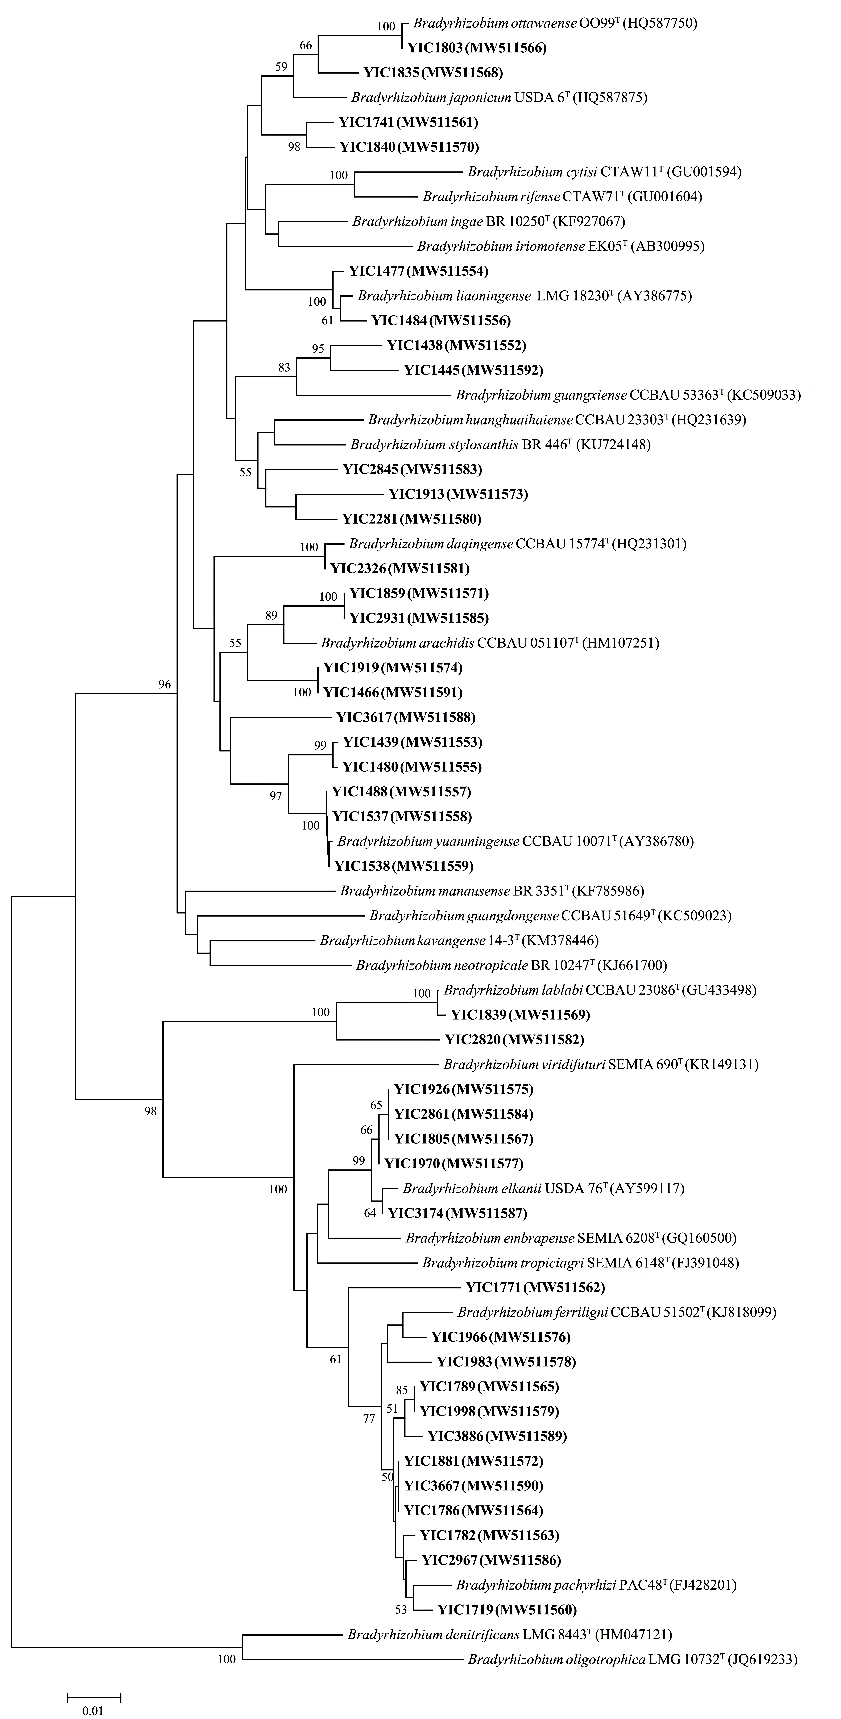 Bradyrhizobium ottawaense OO99T (HQ587750)
100
YIC1803 (MW511566)
66
YIC1835 (MW511568)
59
Bradyrhizobium japonicum USDA 6T (HQ587875)
YIC1741 (MW511561)
98
YIC1840 (MW511570)
Bradyrhizobium cytisi CTAW11T (GU001594)
100
Bradyrhizobium rifense CTAW71T (GU001604)
Bradyrhizobium ingae BR 10250T (KF927067)
Bradyrhizobium iriomotense EK05T (AB300995)
YIC1477 (MW511554)
100
Bradyrhizobium liaoningense LMG 18230T (AY386775)
61
YIC1484 (MW511556)
YIC1438 (MW511552)
95
YIC1445 (MW511592)
83
Bradyrhizobium guangxiense CCBAU 53363T (KC509033)
Bradyrhizobium huanghuaihaiense CCBAU 23303T (HQ231639)
Bradyrhizobium stylosanthis BR 446T (KU724148)
55
YIC2845 (MW511583)
YIC1913 (MW511573)
YIC2281 (MW511580)
100
Bradyrhizobium daqingense CCBAU 15774T (HQ231301)
YIC2326 (MW511581)
100
YIC1859 (MW511571)
YIC2931 (MW511585)
89
Bradyrhizobium arachidis CCBAU 051107T (HM107251)
55
YIC1919 (MW511574)
100
YIC1466 (MW511591)
96
YIC3617 (MW511588)
99
YIC1439 (MW511553)
YIC1480 (MW511555)
97
YIC1488 (MW511557)
100
YIC1537 (MW511558)
Bradyrhizobium yuanmingense CCBAU 10071T (AY386780)
YIC1538 (MW511559)
Bradyrhizobium manausense BR 3351T (KF785986)
Bradyrhizobium guangdongense CCBAU 51649T (KC509023)
Bradyrhizobium kavangense 14-3T (KM378446)
Bradyrhizobium neotropicale BR 10247T (KJ661700)
100
Bradyrhizobium lablabi CCBAU 23086T (GU433498)
100
YIC1839 (MW511569)
YIC2820 (MW511582)
98
Bradyrhizobium viridifuturi SEMIA 690T (KR149131)
YIC1926 (MW511575)
65
YIC2861 (MW511584)
66
YIC1805 (MW511567)
99
YIC1970 (MW511577)
100
Bradyrhizobium elkanii USDA 76T (AY599117)
64
YIC3174 (MW511587)
Bradyrhizobium embrapense SEMIA 6208T (GQ160500)
Bradyrhizobium tropiciagri SEMIA 6148T (FJ391048)
YIC1771 (MW511562)
Bradyrhizobium ferriligni CCBAU 51502T (KJ818099)
YIC1966 (MW511576)
61
YIC1983 (MW511578)
85
YIC1789 (MW511565)
77
51
YIC1998 (MW511579)
YIC3886 (MW511589)
YIC1881 (MW511572)
50
YIC3667 (MW511590)
YIC1786 (MW511564)
YIC1782 (MW511563)
YIC2967 (MW511586)
Bradyrhizobium pachyrhizi PAC48T (FJ428201)
53
YIC1719 (MW511560)
Bradyrhizobium denitrificans LMG 8443T (HM047121)
100
Bradyrhizobium oligotrophica LMG 10732T (JQ619233)
0.01